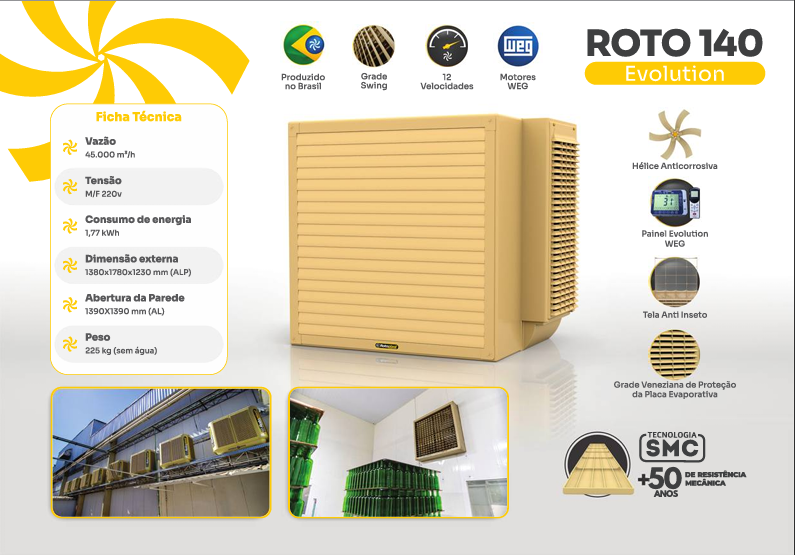 Produzido
no Brasil
Grade
Swing
12
Velocidades
WEG
Motores
WEG
ROTO 140
Evolution
Ficha Técnica
Vazão
45.000 m³/h
Tensão
M/F 220v
Consumo de energia
1,77 kWh
Dimensão externa
1380x1780x1230 mm (ALP)
Abertura da Parede
1390X1390 mm (AL)
Peso
225 kg (sem água)
Hélice Anticorrosiva
Painel Evolution
WEG
Tela Anti Inseto
Grade Veneziana de Proteção
da Placa Evaporativa
TECNOLOGIA
SMC
+50
ANOS
DE RESISTÊNCIA
MECÂNICA